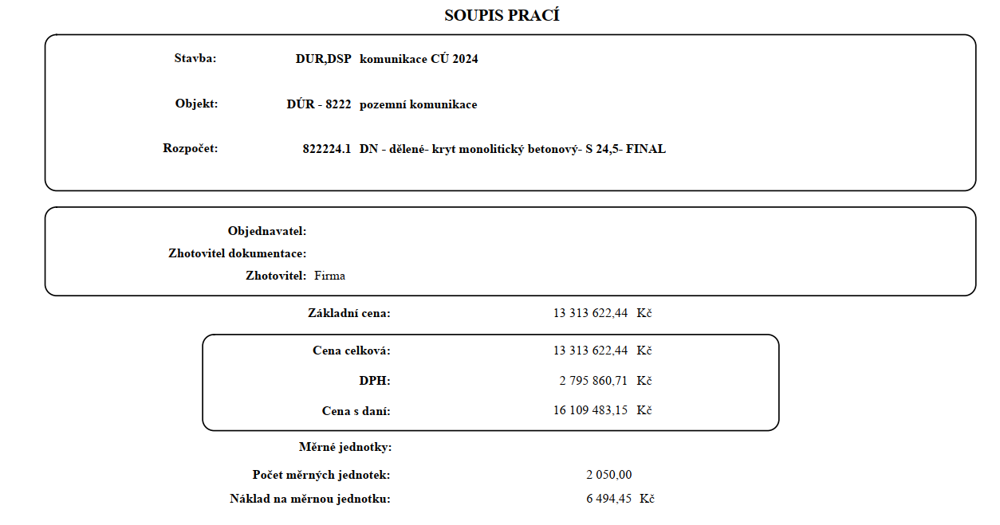 SOUPIS PRACÍ
Stavba: DUR,DSP komunikace CÚ 2024
Objekt: DÚR - 8222 pozemní komunikace
Rozpočet: 822224.1 DN - dělené- kryt monolitický betonový- S 24,5- FINAL
Objednavatel:
Zhotovitel dokumentace:
Zhotovitel: Firma
Základní cena: 13 313 622,44 Kč
Cena celková: 13 313 622,44 Kč
DPH: 2 795 860,71 Kč
Cena s daní: 16 109 483,15 Kč
Měrné jednotky:
Počet měrných jednotek: 2 050,00
Náklad na měrnou jednotku: 6 494,45 Kč